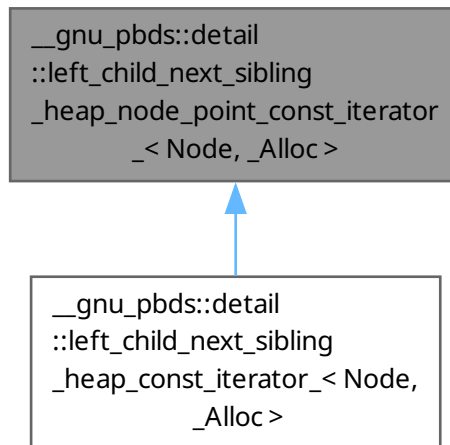 __gnu_pbds::detail
::left_child_next_sibling
_heap_node_point_const_iterator
_< Node, _Alloc >
__gnu_pbds::detail
::left_child_next_sibling
_heap_const_iterator_< Node,
_Alloc >